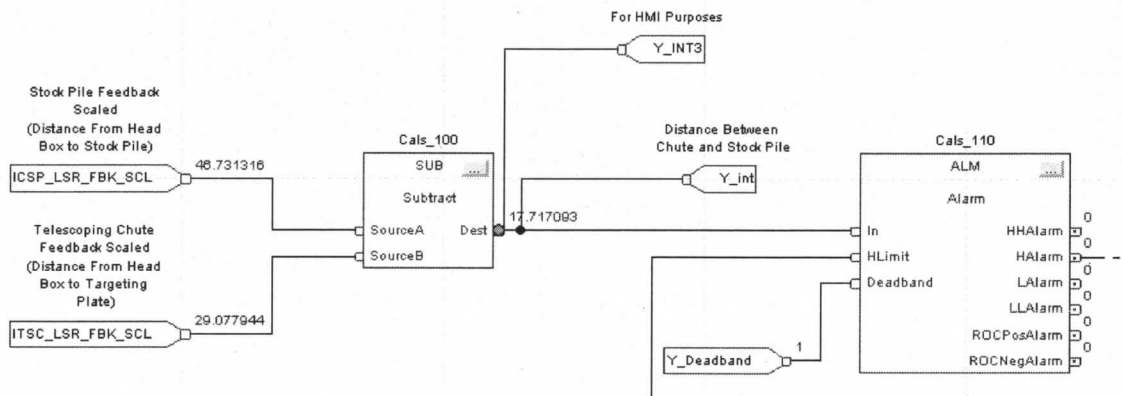 For HMI Purposes
Y_INT3
Stock Pile Feedback
Scaled
(Distance From Head
Box to Stock Pile)
ICSP_LSR_FBK_SCL
46.731316
Cals_100
SUB
...
Subtract
SourceA
Dest
SourceB
17.717093
Distance Between
Chute and Stock Pile
Y_int
Telescoping Chute
Feedback Scaled
(Distance From Head
Box to Targeting
Plate)
ITSC_LSR_FBK_SCL
29.077944
Cals_110
ALM
...
Alarm
In
HLimit
Deadband
HHAlarm
0
HAlarm
0
LAlarm
0
LLAlarm
0
ROCPosAlarm
0
ROCNegAlarm
0
Y_Deadband
1